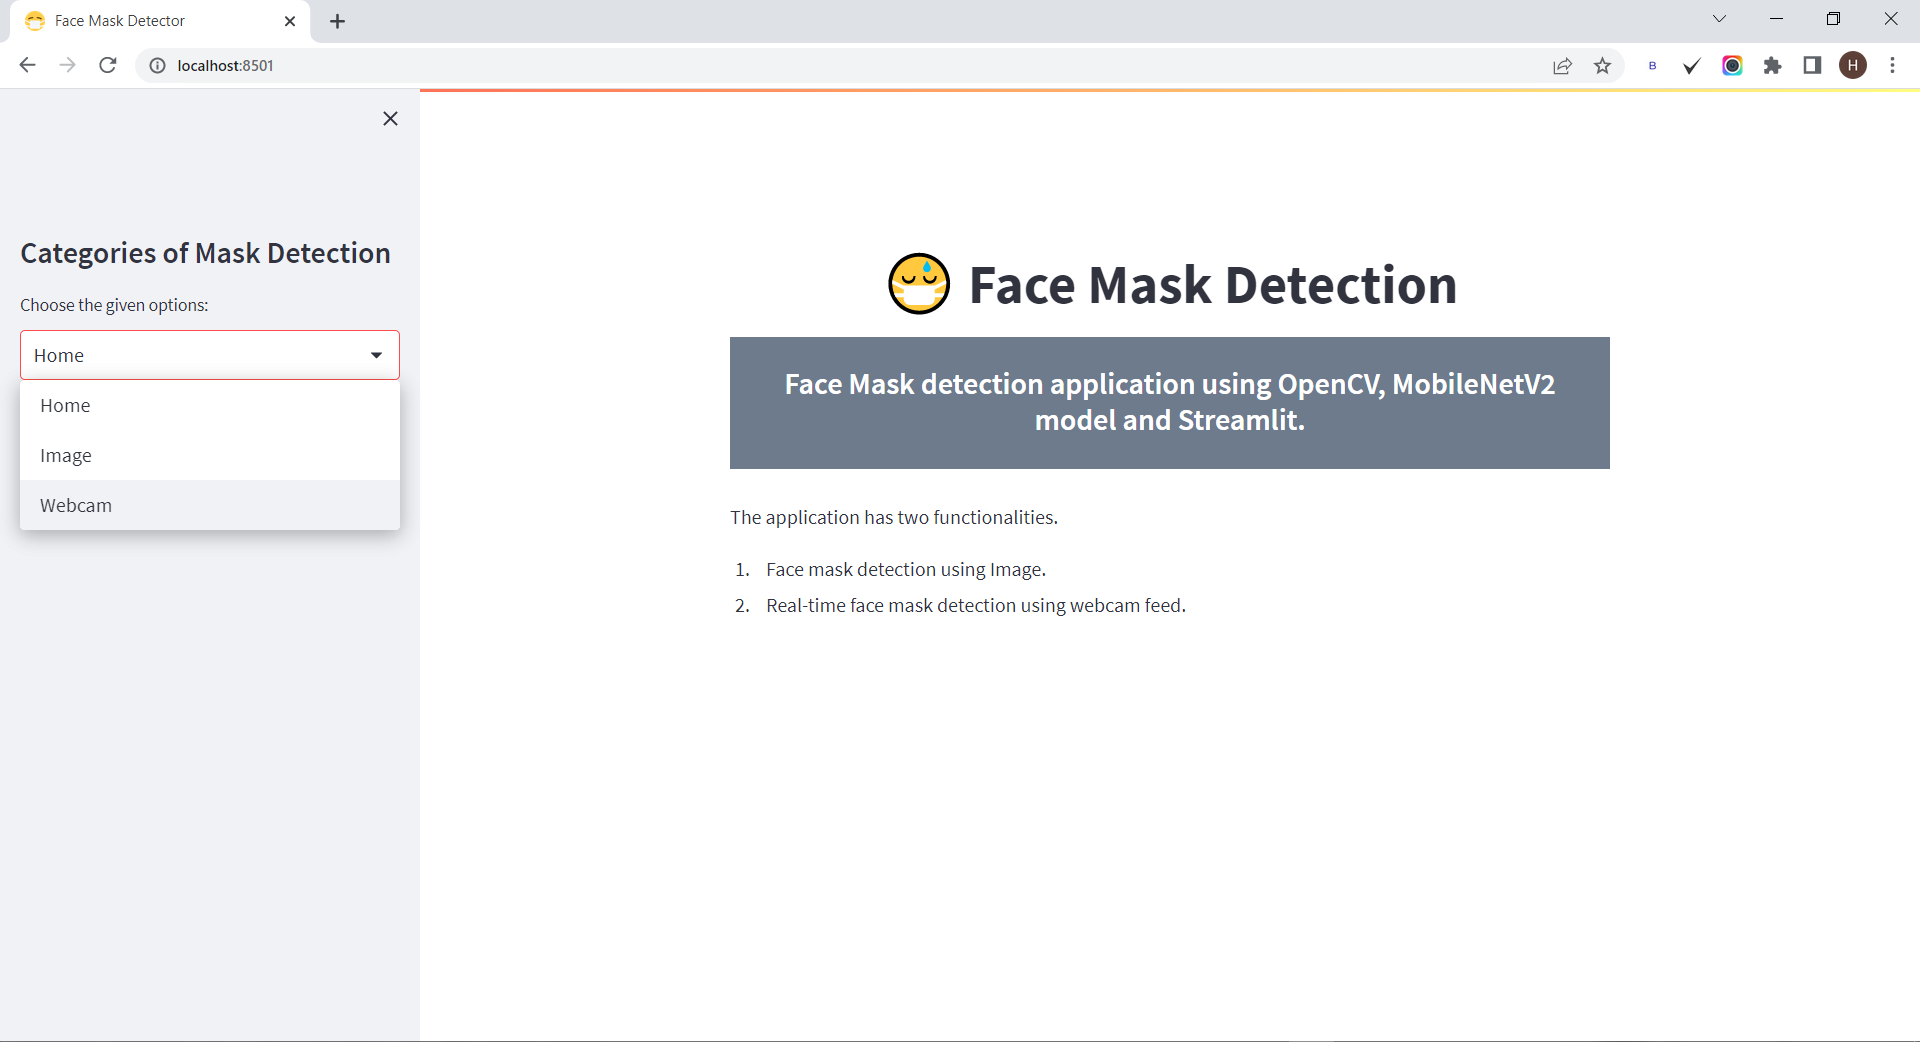 Face Mask Detector
localhost:8501
B
H
Categories of Mask Detection
Choose the given options:
Home
Home
Image
Webcam
Face Mask Detection
Face Mask detection application using OpenCV, MobileNetV2
model and Streamlit.
The application has two functionalities.
1. Face mask detection using Image.
2. Real-time face mask detection using webcam feed.